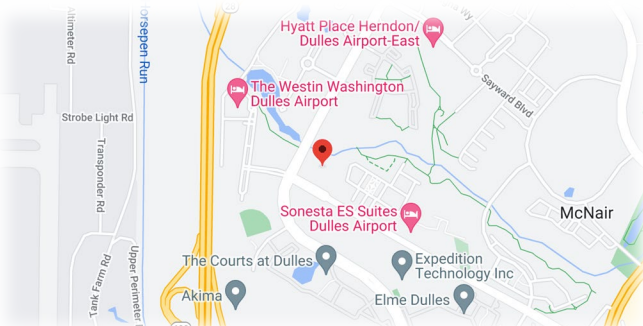 Altimeter Rd
Horsepen Run
Hyatt Place Herndon/
Dulles Airport-East
Sayward Blvd
The Westin Washington
Dulles Airport
Strobe Light Rd
Transponder Rd
McNair
Sonesta ES Suites
Dulles Airport
The Courts at Dulles
Expedition
Technology Inc
Tank Farm Rd
Upper Perimeter
Akima
Elme Dulles